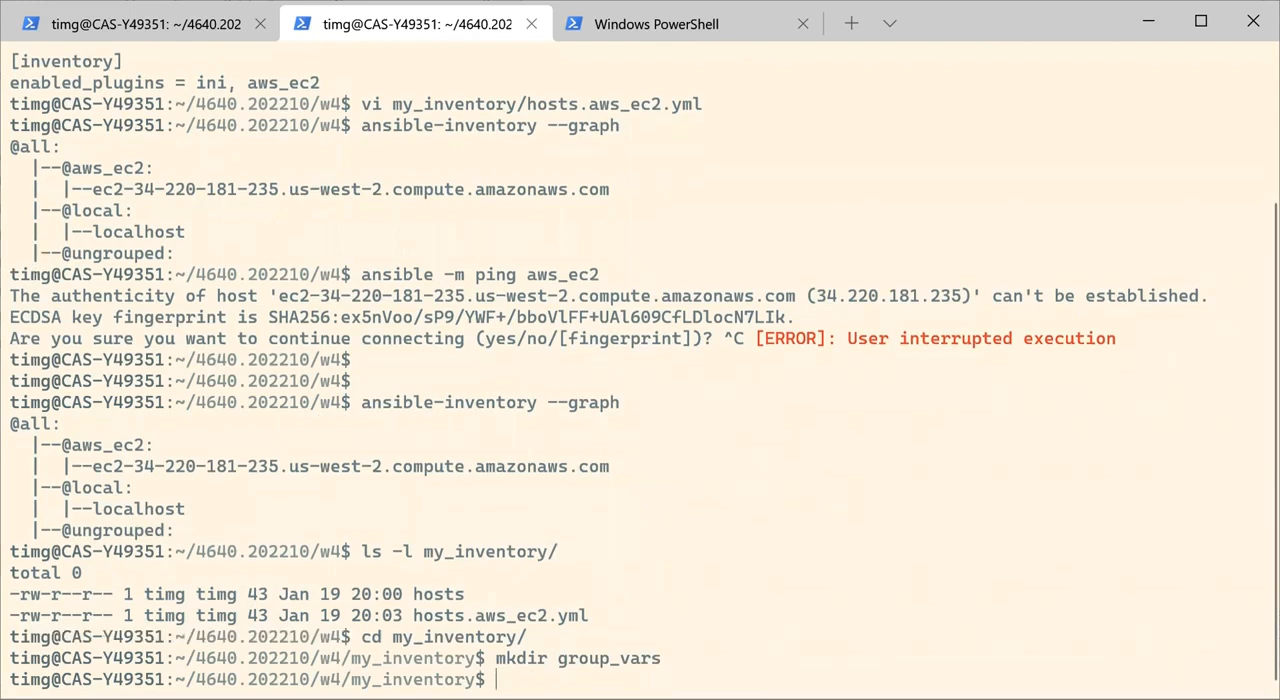 timg@CAS-Y49351: ~/4640.202
timg@CAS-Y49351: ~/4640.202
Windows PowerShell
[inventory]
enabled_plugins = ini, aws_ec2
timg@CAS-Y49351:~/4640.202210/w4$ vi my_inventory/hosts.aws_ec2.yml
timg@CAS-Y49351:~/4640.202210/w4$ ansible-inventory --graph
@all:
  |--@aws_ec2:
  |  |--ec2-34-220-181-235.us-west-2.compute.amazonaws.com
  |--@local:
  |  |--localhost
  |--@ungrouped:
timg@CAS-Y49351:~/4640.202210/w4$ ansible -m ping aws_ec2
The authenticity of host 'ec2-34-220-181-235.us-west-2.compute.amazonaws.com (34.220.181.235)' can't be established.
ECDSA key fingerprint is SHA256:ex5nVoo/sP9/YWF+/bboVlFF+UAl609CfLDlocN7LIk.
Are you sure you want to continue connecting (yes/no/[fingerprint])? ^C [ERROR]: User interrupted execution
timg@CAS-Y49351:~/4640.202210/w4$
timg@CAS-Y49351:~/4640.202210/w4$
timg@CAS-Y49351:~/4640.202210/w4$ ansible-inventory --graph
@all:
  |--@aws_ec2:
  |  |--ec2-34-220-181-235.us-west-2.compute.amazonaws.com
  |--@local:
  |  |--localhost
  |--@ungrouped:
timg@CAS-Y49351:~/4640.202210/w4$ ls -l my_inventory/
total 0
-rw-r--r-- 1 timg timg 43 Jan 19 20:00 hosts
-rw-r--r-- 1 timg timg 43 Jan 19 20:03 hosts.aws_ec2.yml
timg@CAS-Y49351:~/4640.202210/w4$ cd my_inventory/
timg@CAS-Y49351:~/4640.202210/w4/my_inventory$ mkdir group_vars
timg@CAS-Y49351:~/4640.202210/w4/my_inventory$